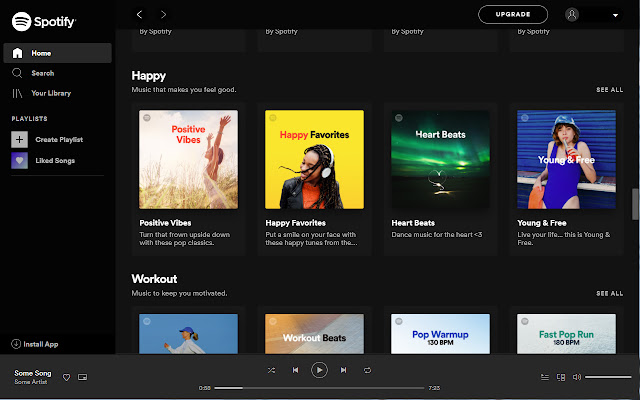 Spotify
UPGRADE
Home
Search
Your Library
PLAYLISTS
Create Playlist
Liked Songs
Install App
By Spotify
By Spotify
By Spotify
By Spotify
Happy
Music that makes you feel good.
SEE ALL
Positive
Vibes
Happy Favorites
Heart Beats
Young & Free
Positive Vibes
Turn that frown upside down
with these pop classics.
Happy Favorites
Put a smile on your face with
these happy tunes from the...
Heart Beats
Dance music for the heart <3
Young & Free
Live your life... this is Young &
Free.
Workout
Music to keep you motivated.
SEE ALL
Workout Beats
Pop Warmup
130 BPM
Fast Pop Run
180 BPM
Some Song
Some Artist
0:58
7:23